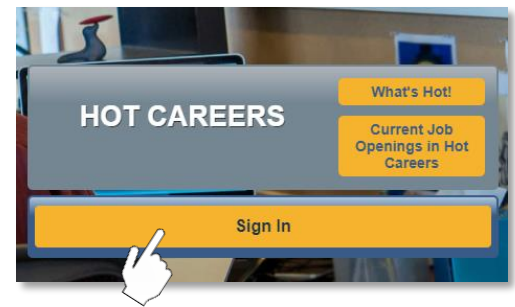 What's Hot!
HOT CAREERS
Current Job
Openings in Hot
Careers
Sign In